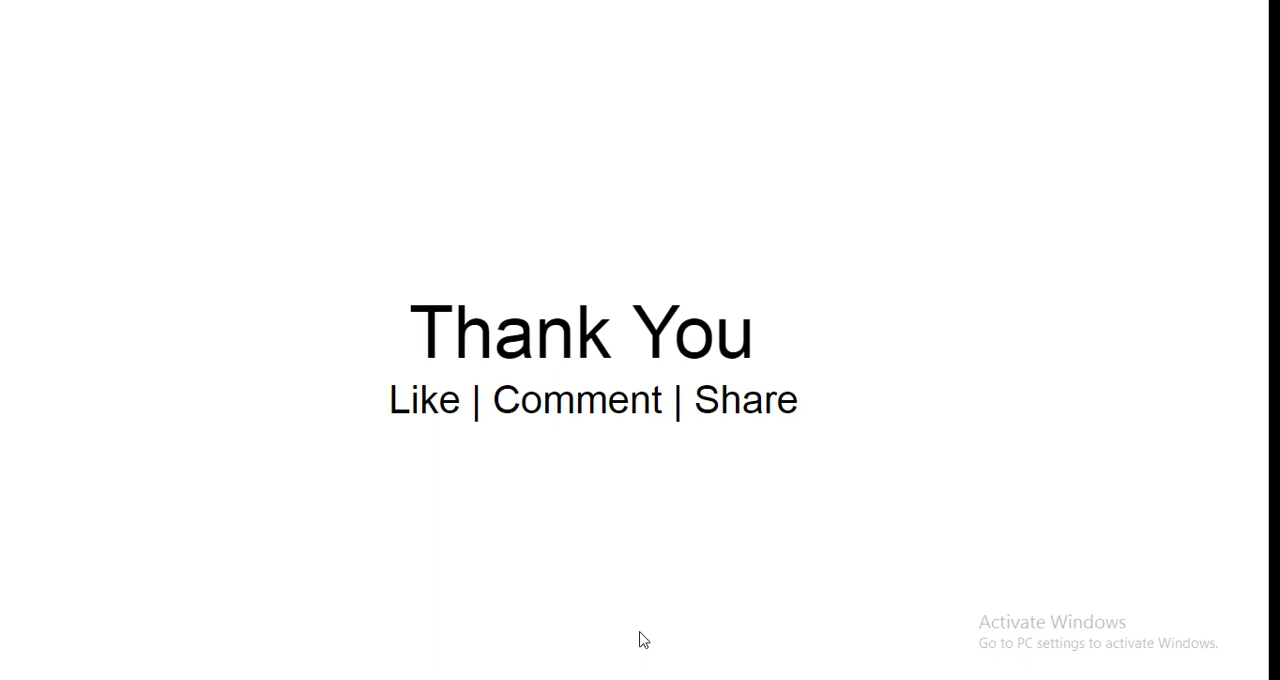 Thank You
Like | Comment | Share
Activate Windows
Go to PC settings to activate Windows.